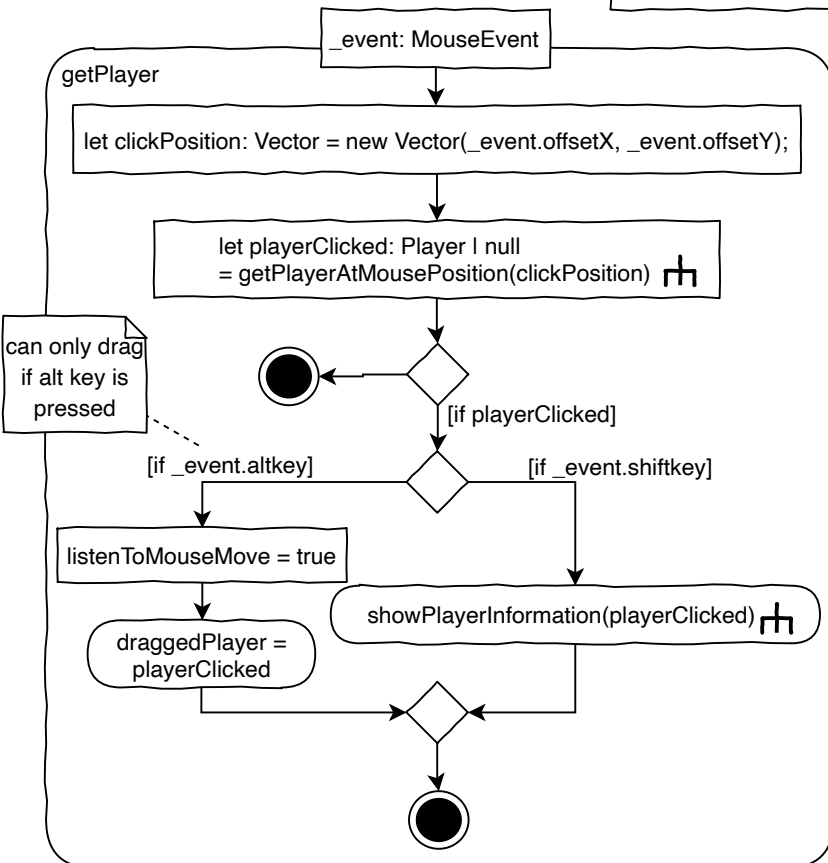 _event: MouseEvent
getPlayer
let clickPosition: Vector = new Vector(_event.offsetX, _event.offsetY);
let playerClicked: Player | null
= getPlayerAtMousePosition(clickPosition)
can only drag
if alt key is
pressed
[if playerClicked]
[if _event.altkey]
[if _event.shiftkey]
listenToMouseMove = true
showPlayerInformation(playerClicked)
draggedPlayer =
playerClicked